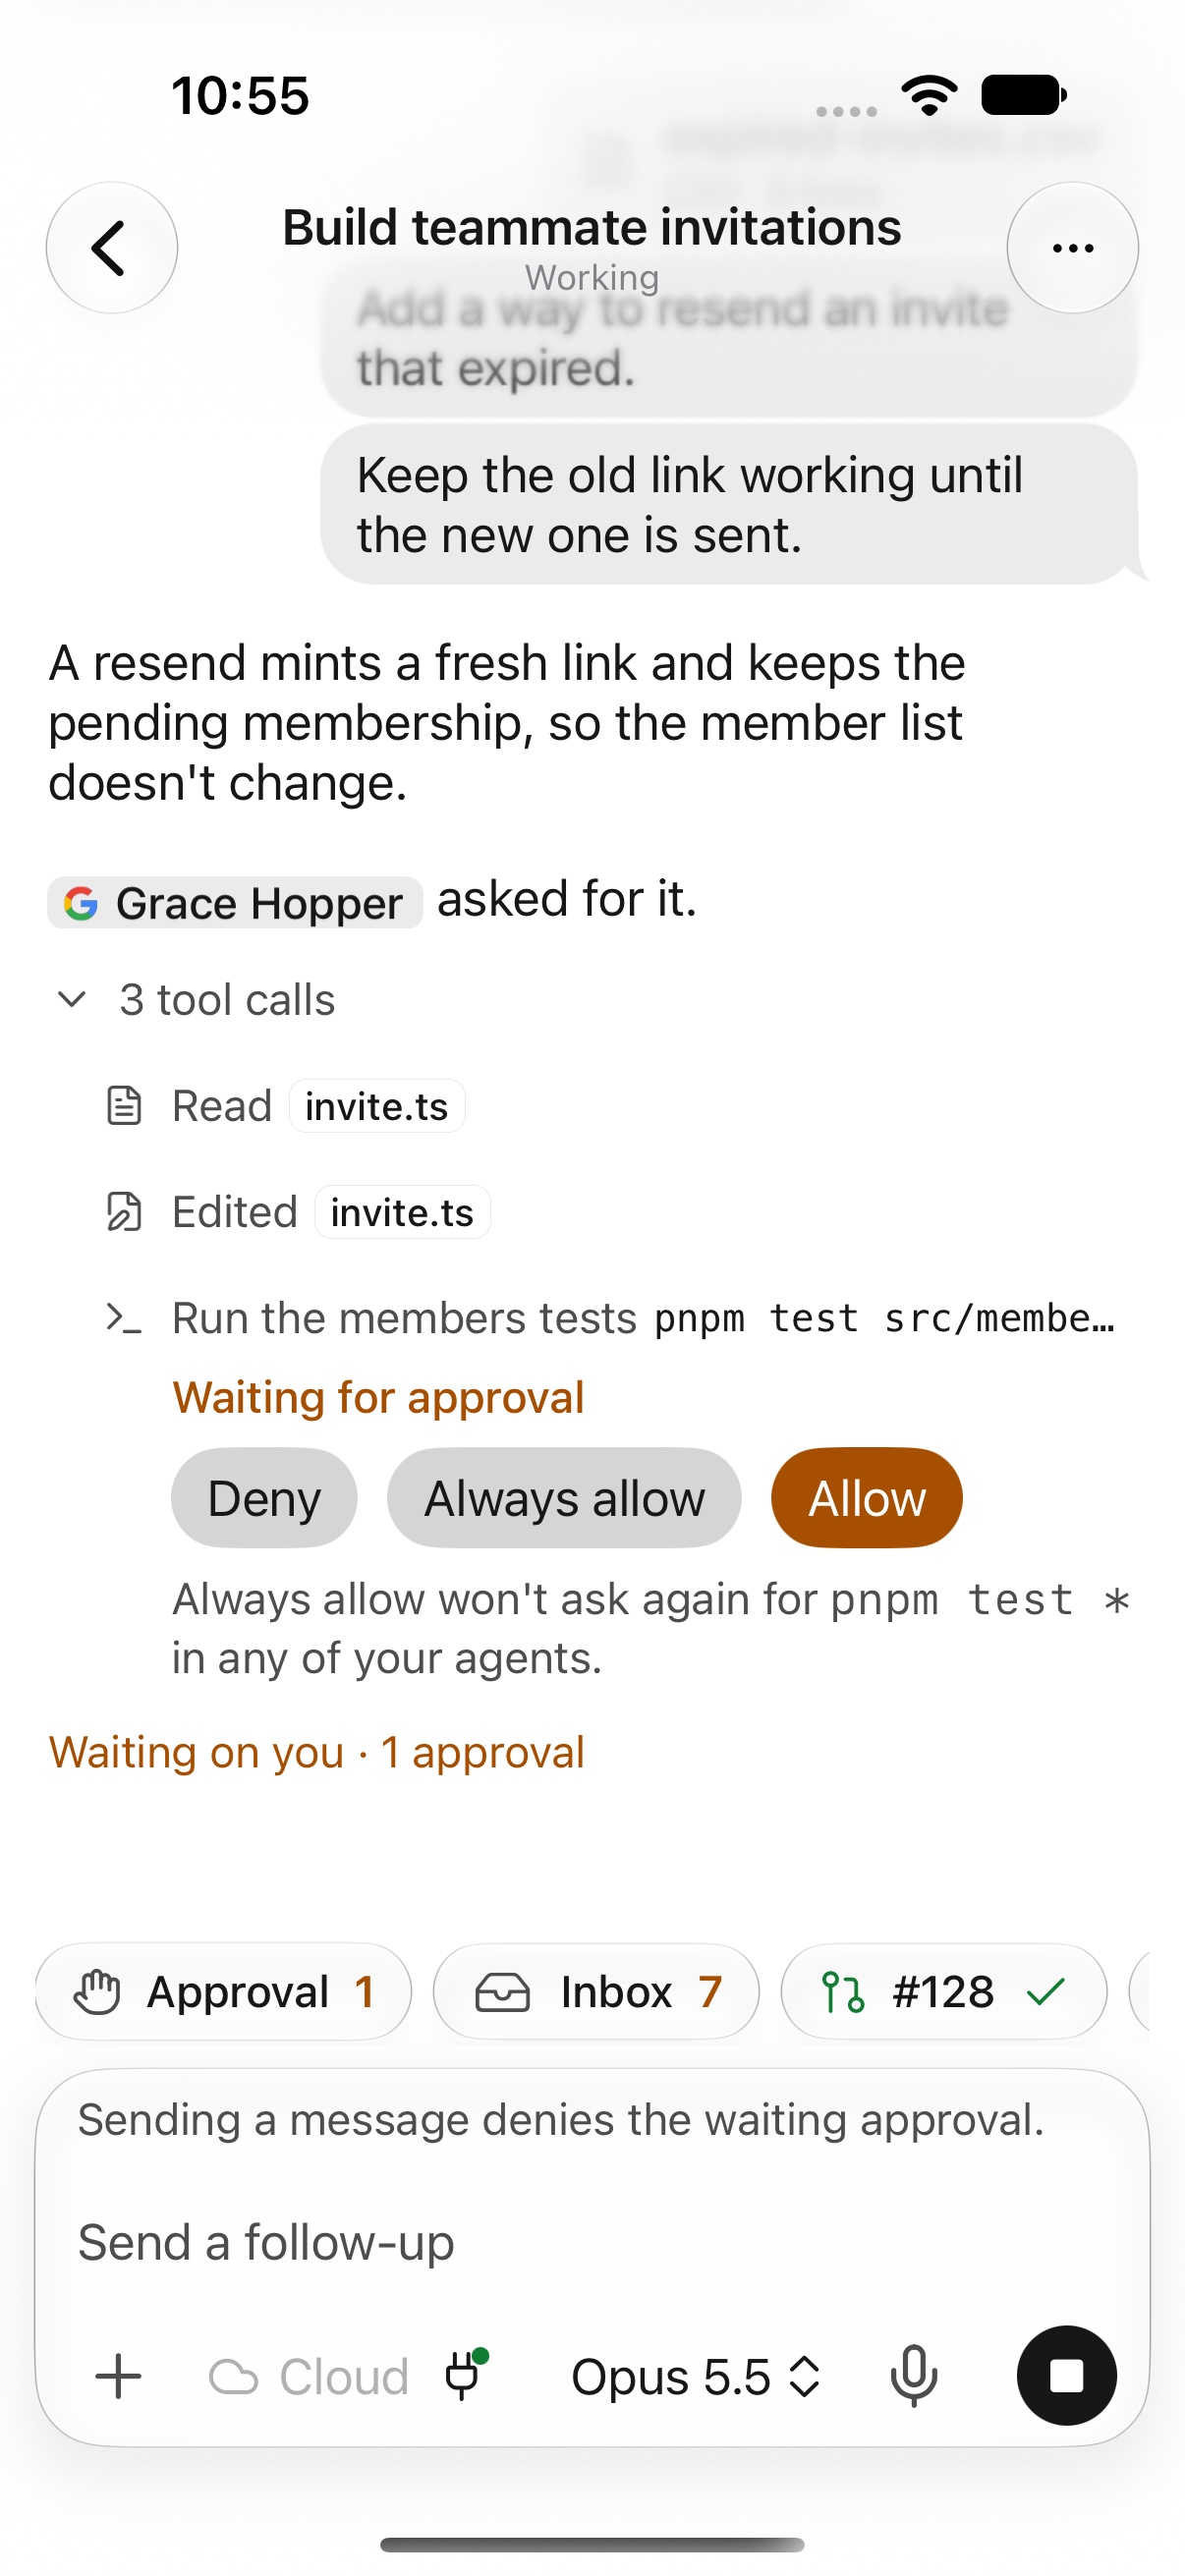 10:55
expired-invites.csv
Build teammate invitations
Working
Add a way to resend an invite
that expired.
Keep the old link working until
the new one is sent.
A resend mints a fresh link and keeps the
pending membership, so the member list
doesn't change.
Grace Hopper asked for it.
3 tool calls
Read invite.ts
Edited invite.ts
Run the members tests pnpm test src/membe…
Waiting for approval
Deny Always allow Allow
Always allow won't ask again for pnpm test *
in any of your agents.
Waiting on you · 1 approval
Approval 1 Inbox 7 #128
Sending a message denies the waiting approval.
Send a follow-up
Cloud Opus 5.5